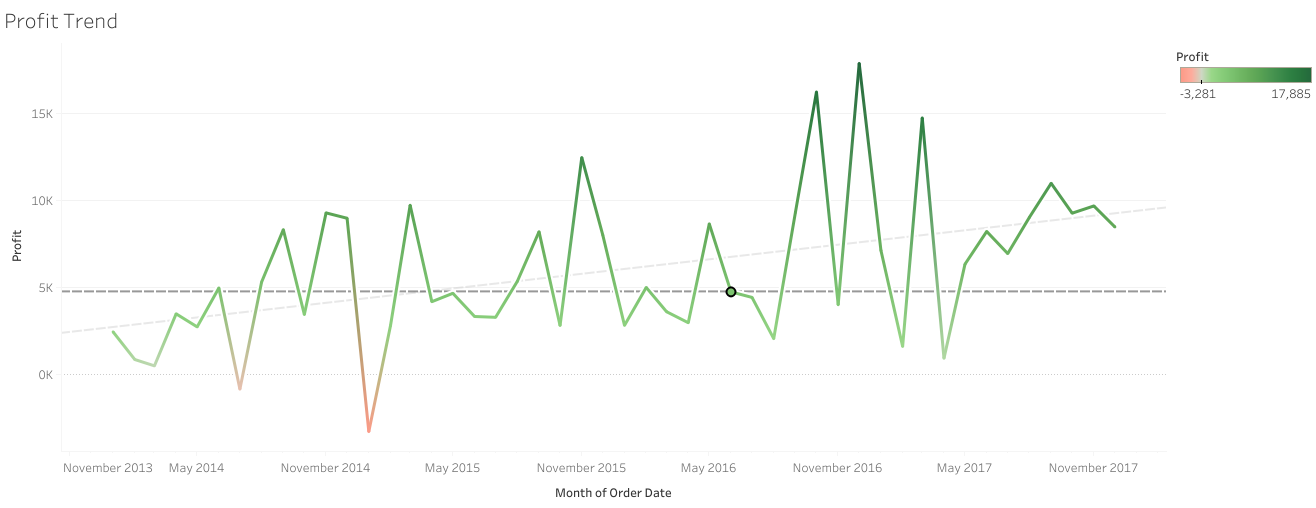 Profit Trend
Profit
-3,281 17,885
15K
10K
5K
0K
Profit
November 2013 May 2014 November 2014 May 2015 November 2015 May 2016 November 2016 May 2017 November 2017
Month of Order Date